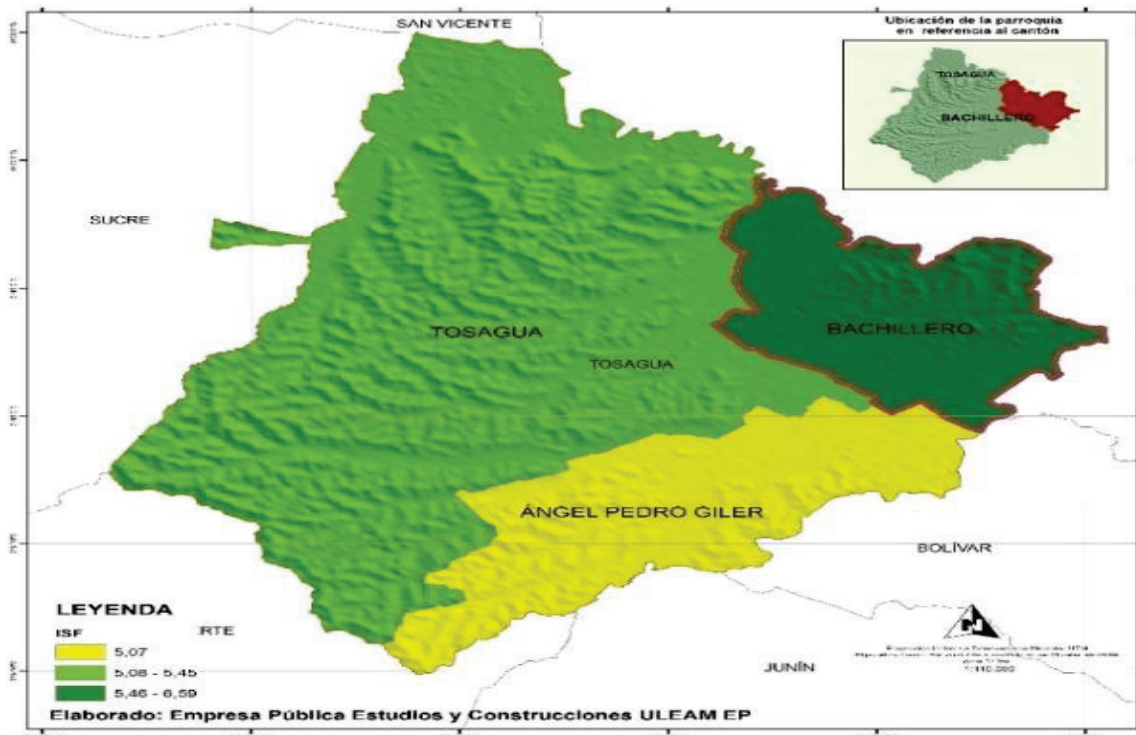 SAN VICENTE
Ubicación de la parroquia
en referencia al cantón
TOSAGUA
BACHILLERO
SUCRE
TOSAGUA
BACHILLERO
TOSAGUA
ÁNGEL PEDRO GILER
BOLÍVAR
LEYENDA
ISF
RTE
5,07
5,08 - 5,45
5,46 - 6,59
N
JUNÍN
1:110.000
Elaborado: Empresa Pública Estudios y Construcciones ULEAM EP